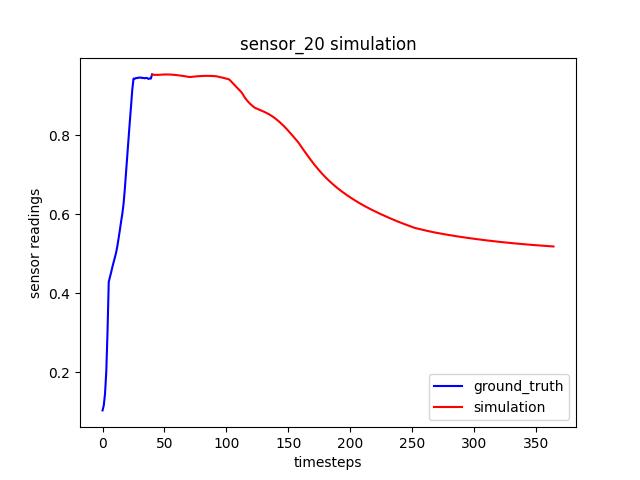 sensor_20 simulation
sensor readings
0.8
0.6
0.4
0.2
0 50 100 150 200 250 300 350
timesteps
ground_truth
simulation